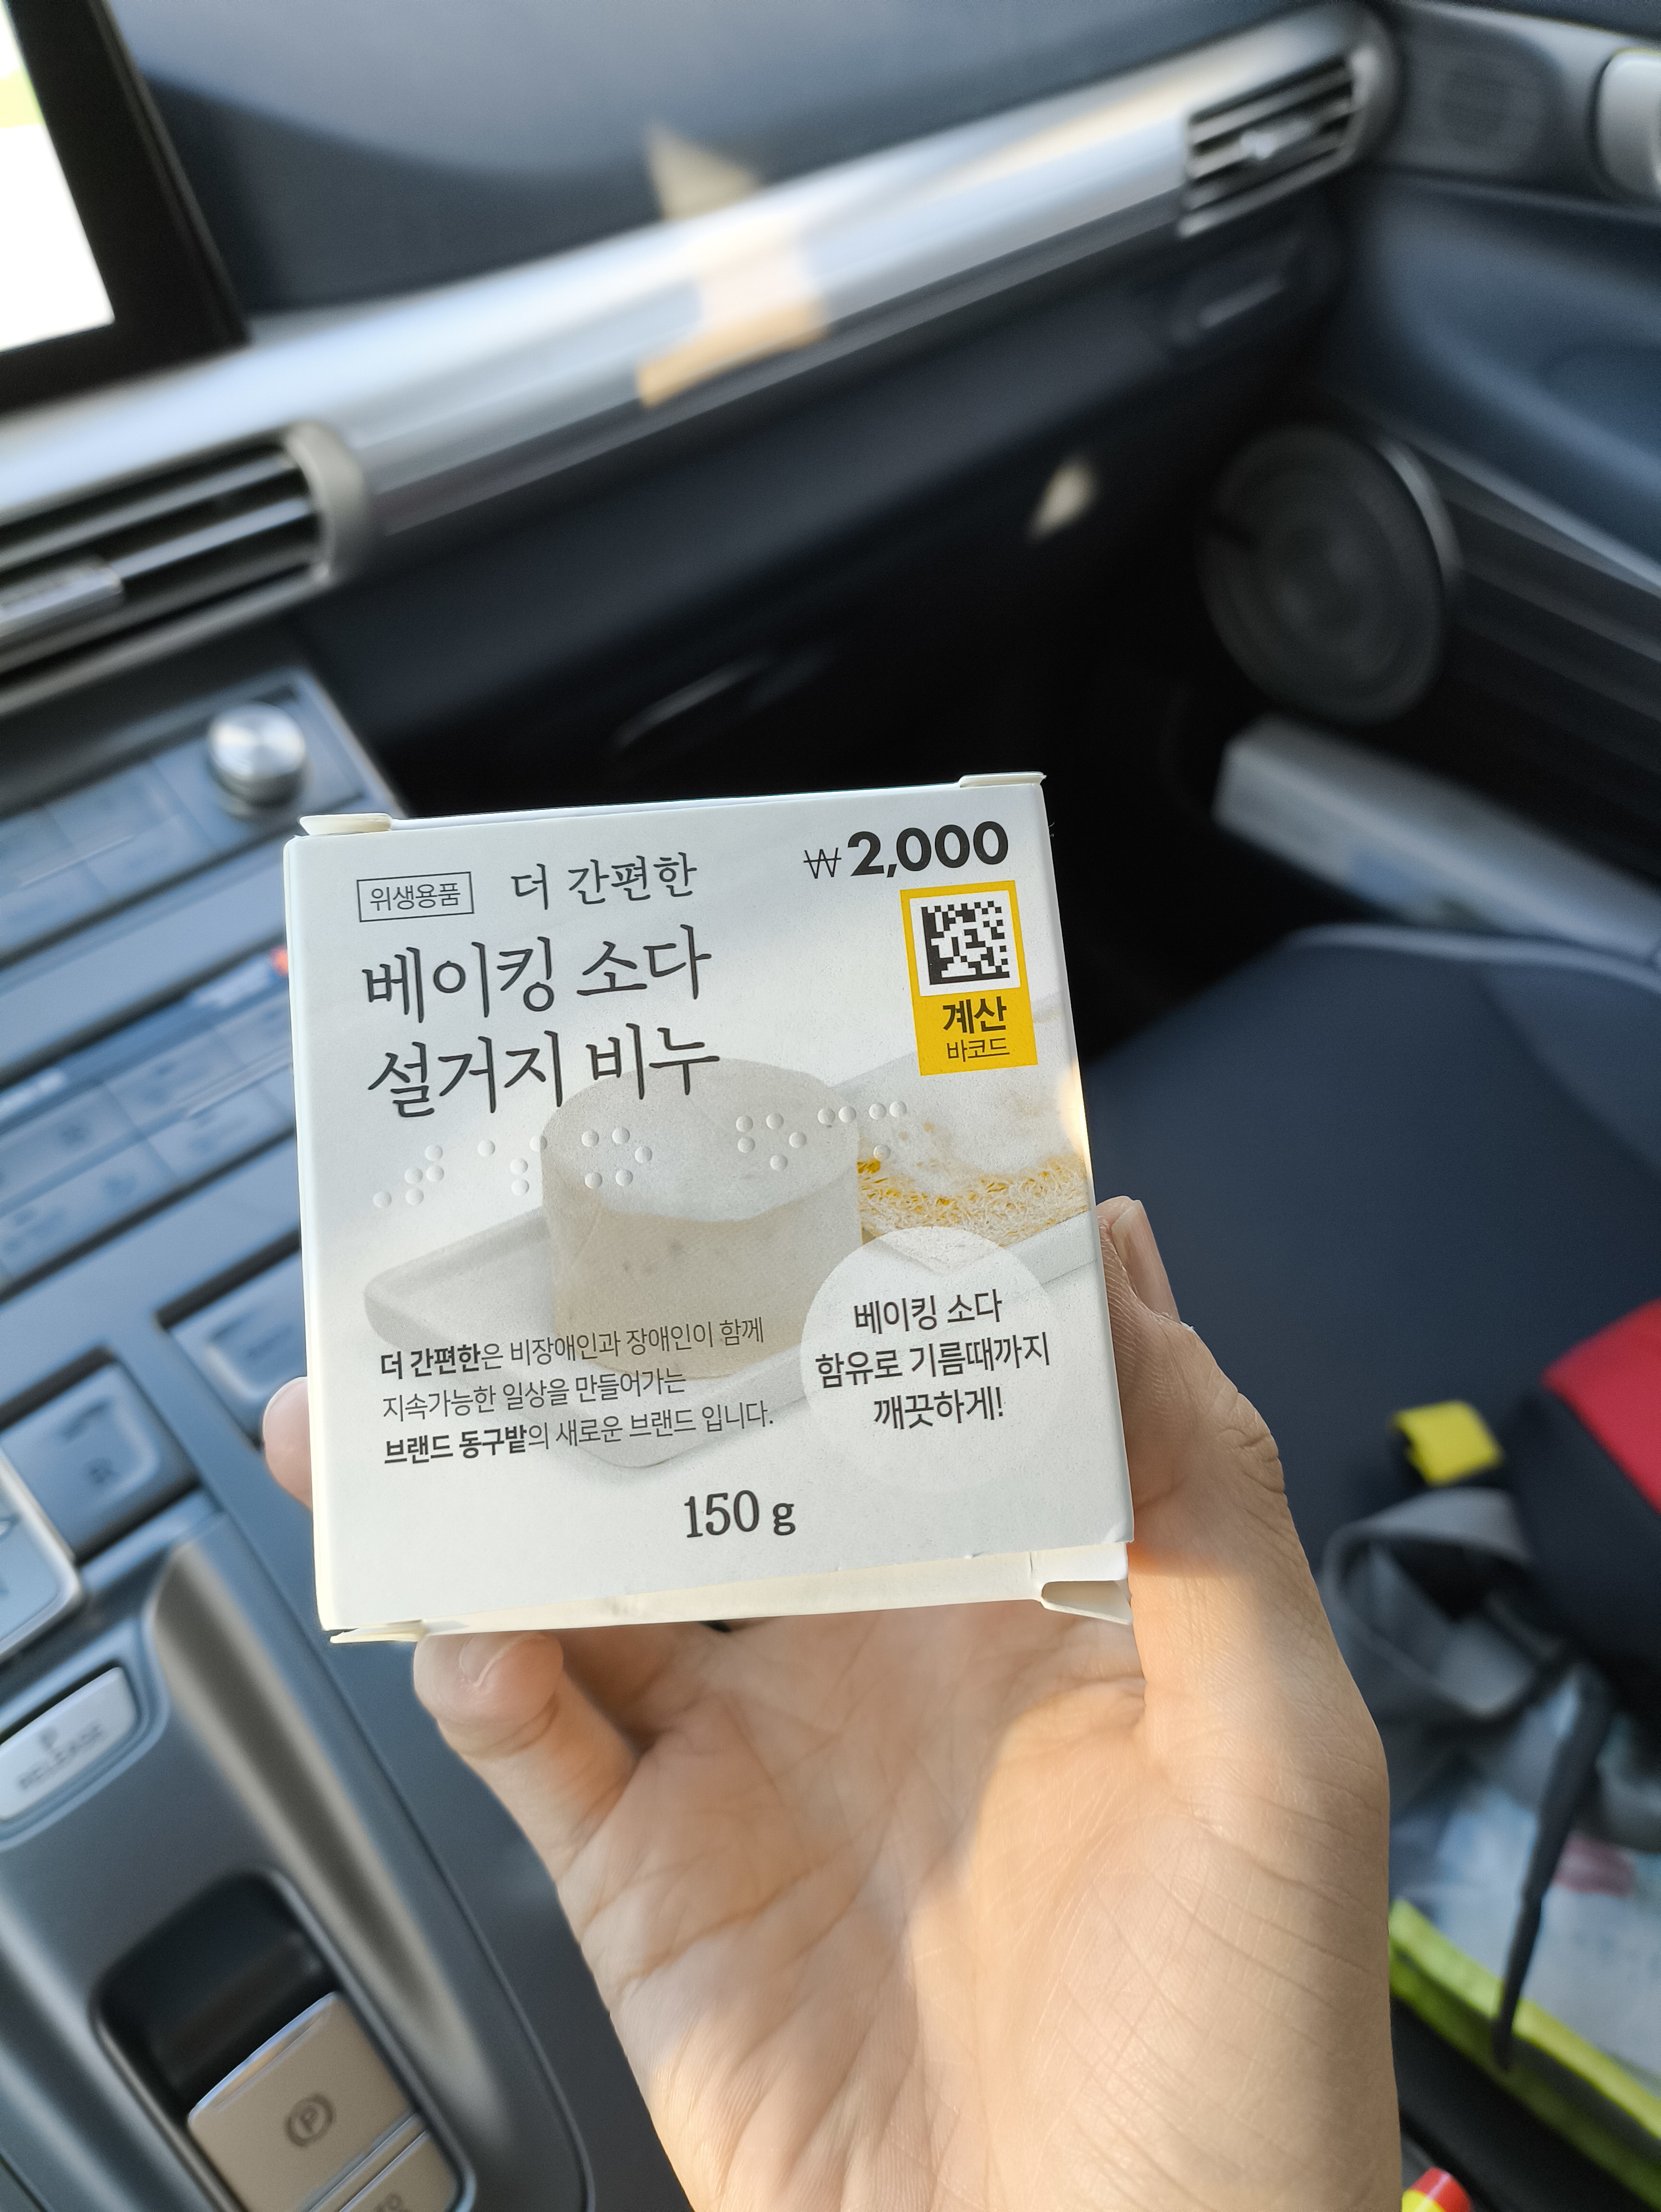 위생용품 더 간편한
₩2,000
베이킹 소다
설거지 비누
계산
바코드
베이킹 소다
함유로 기름때까지
깨끗하게!
더 간편한은 비장애인과 장애인이 함께
지속가능한 일상을 만들어가는
브랜드 동구밭의 새로운 브랜드 입니다.
150 g
P
RELEASE
P